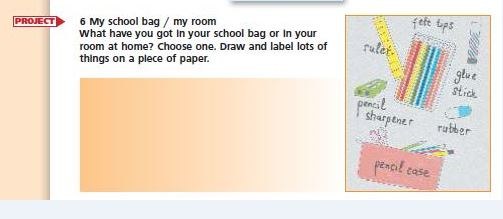 PROJECT
6 My school bag / my room
What have you got in your school bag or in your
room at home? Choose one. Draw and label lots of
things on a piece of paper.
felt tips
ruler
glue
stick
pencil
sharpener
rubber
pencil case